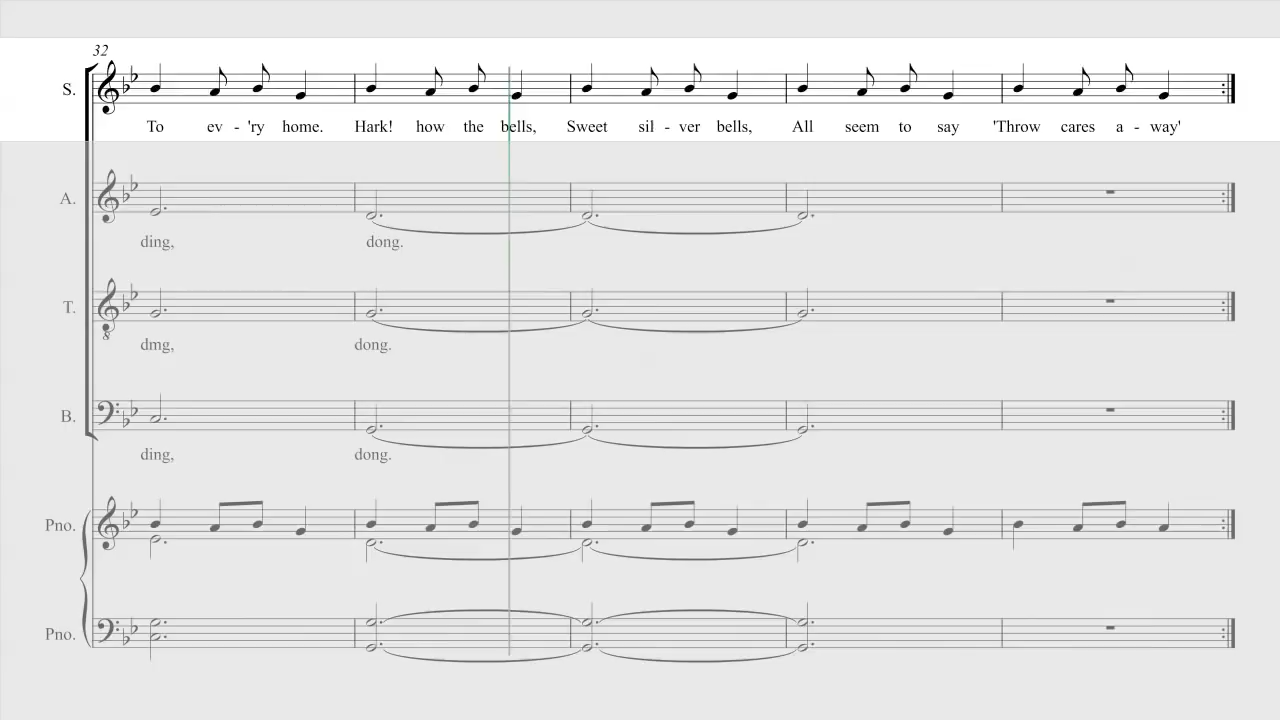 32
S.
To ev - 'ry home. Hark! how the bells, Sweet sil - ver bells, All seem to say 'Throw cares a - way'
A.
ding, dong.
T.
8
dmg, dong.
B.
ding, dong.
Pno.
Pno.